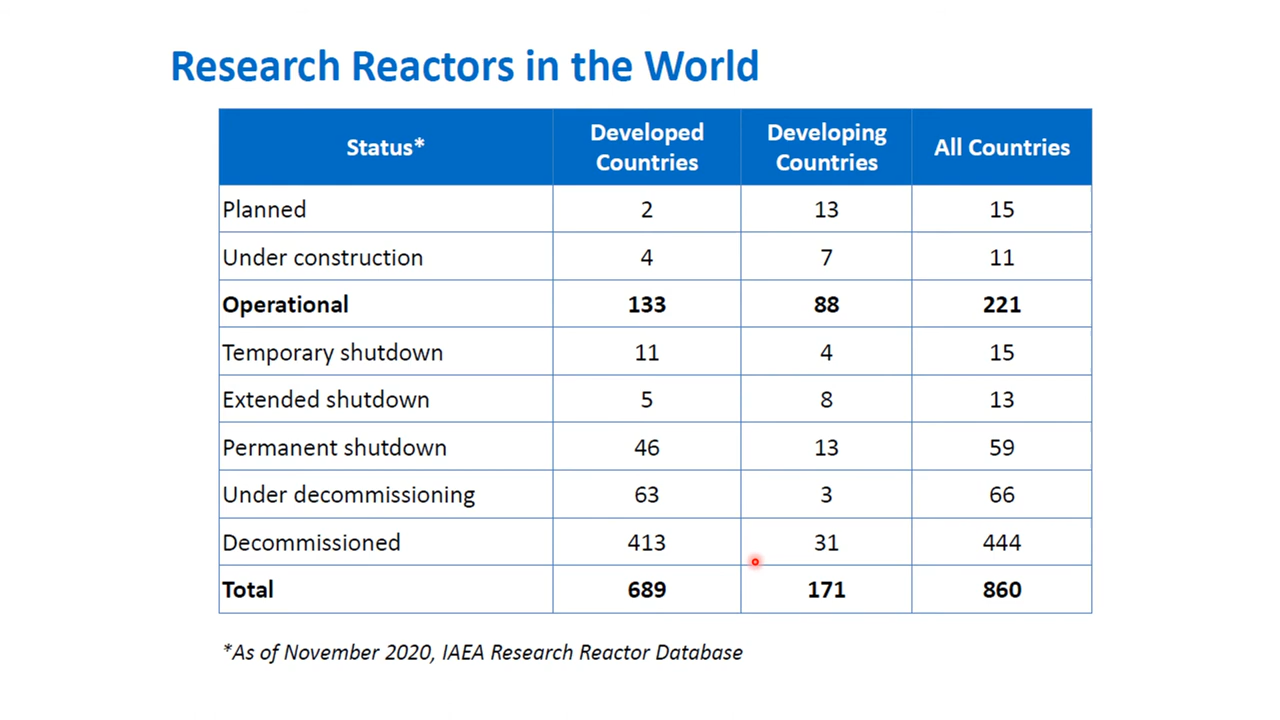 Research Reactors in the World
Status* Developed Countries Developing Countries All Countries
Planned 2 13 15
Under construction 4 7 11
Operational 133 88 221
Temporary shutdown 11 4 15
Extended shutdown 5 8 13
Permanent shutdown 46 13 59
Under decommissioning 63 3 66
Decommissioned 413 31 444
Total 689 171 860
*As of November 2020, IAEA Research Reactor Database